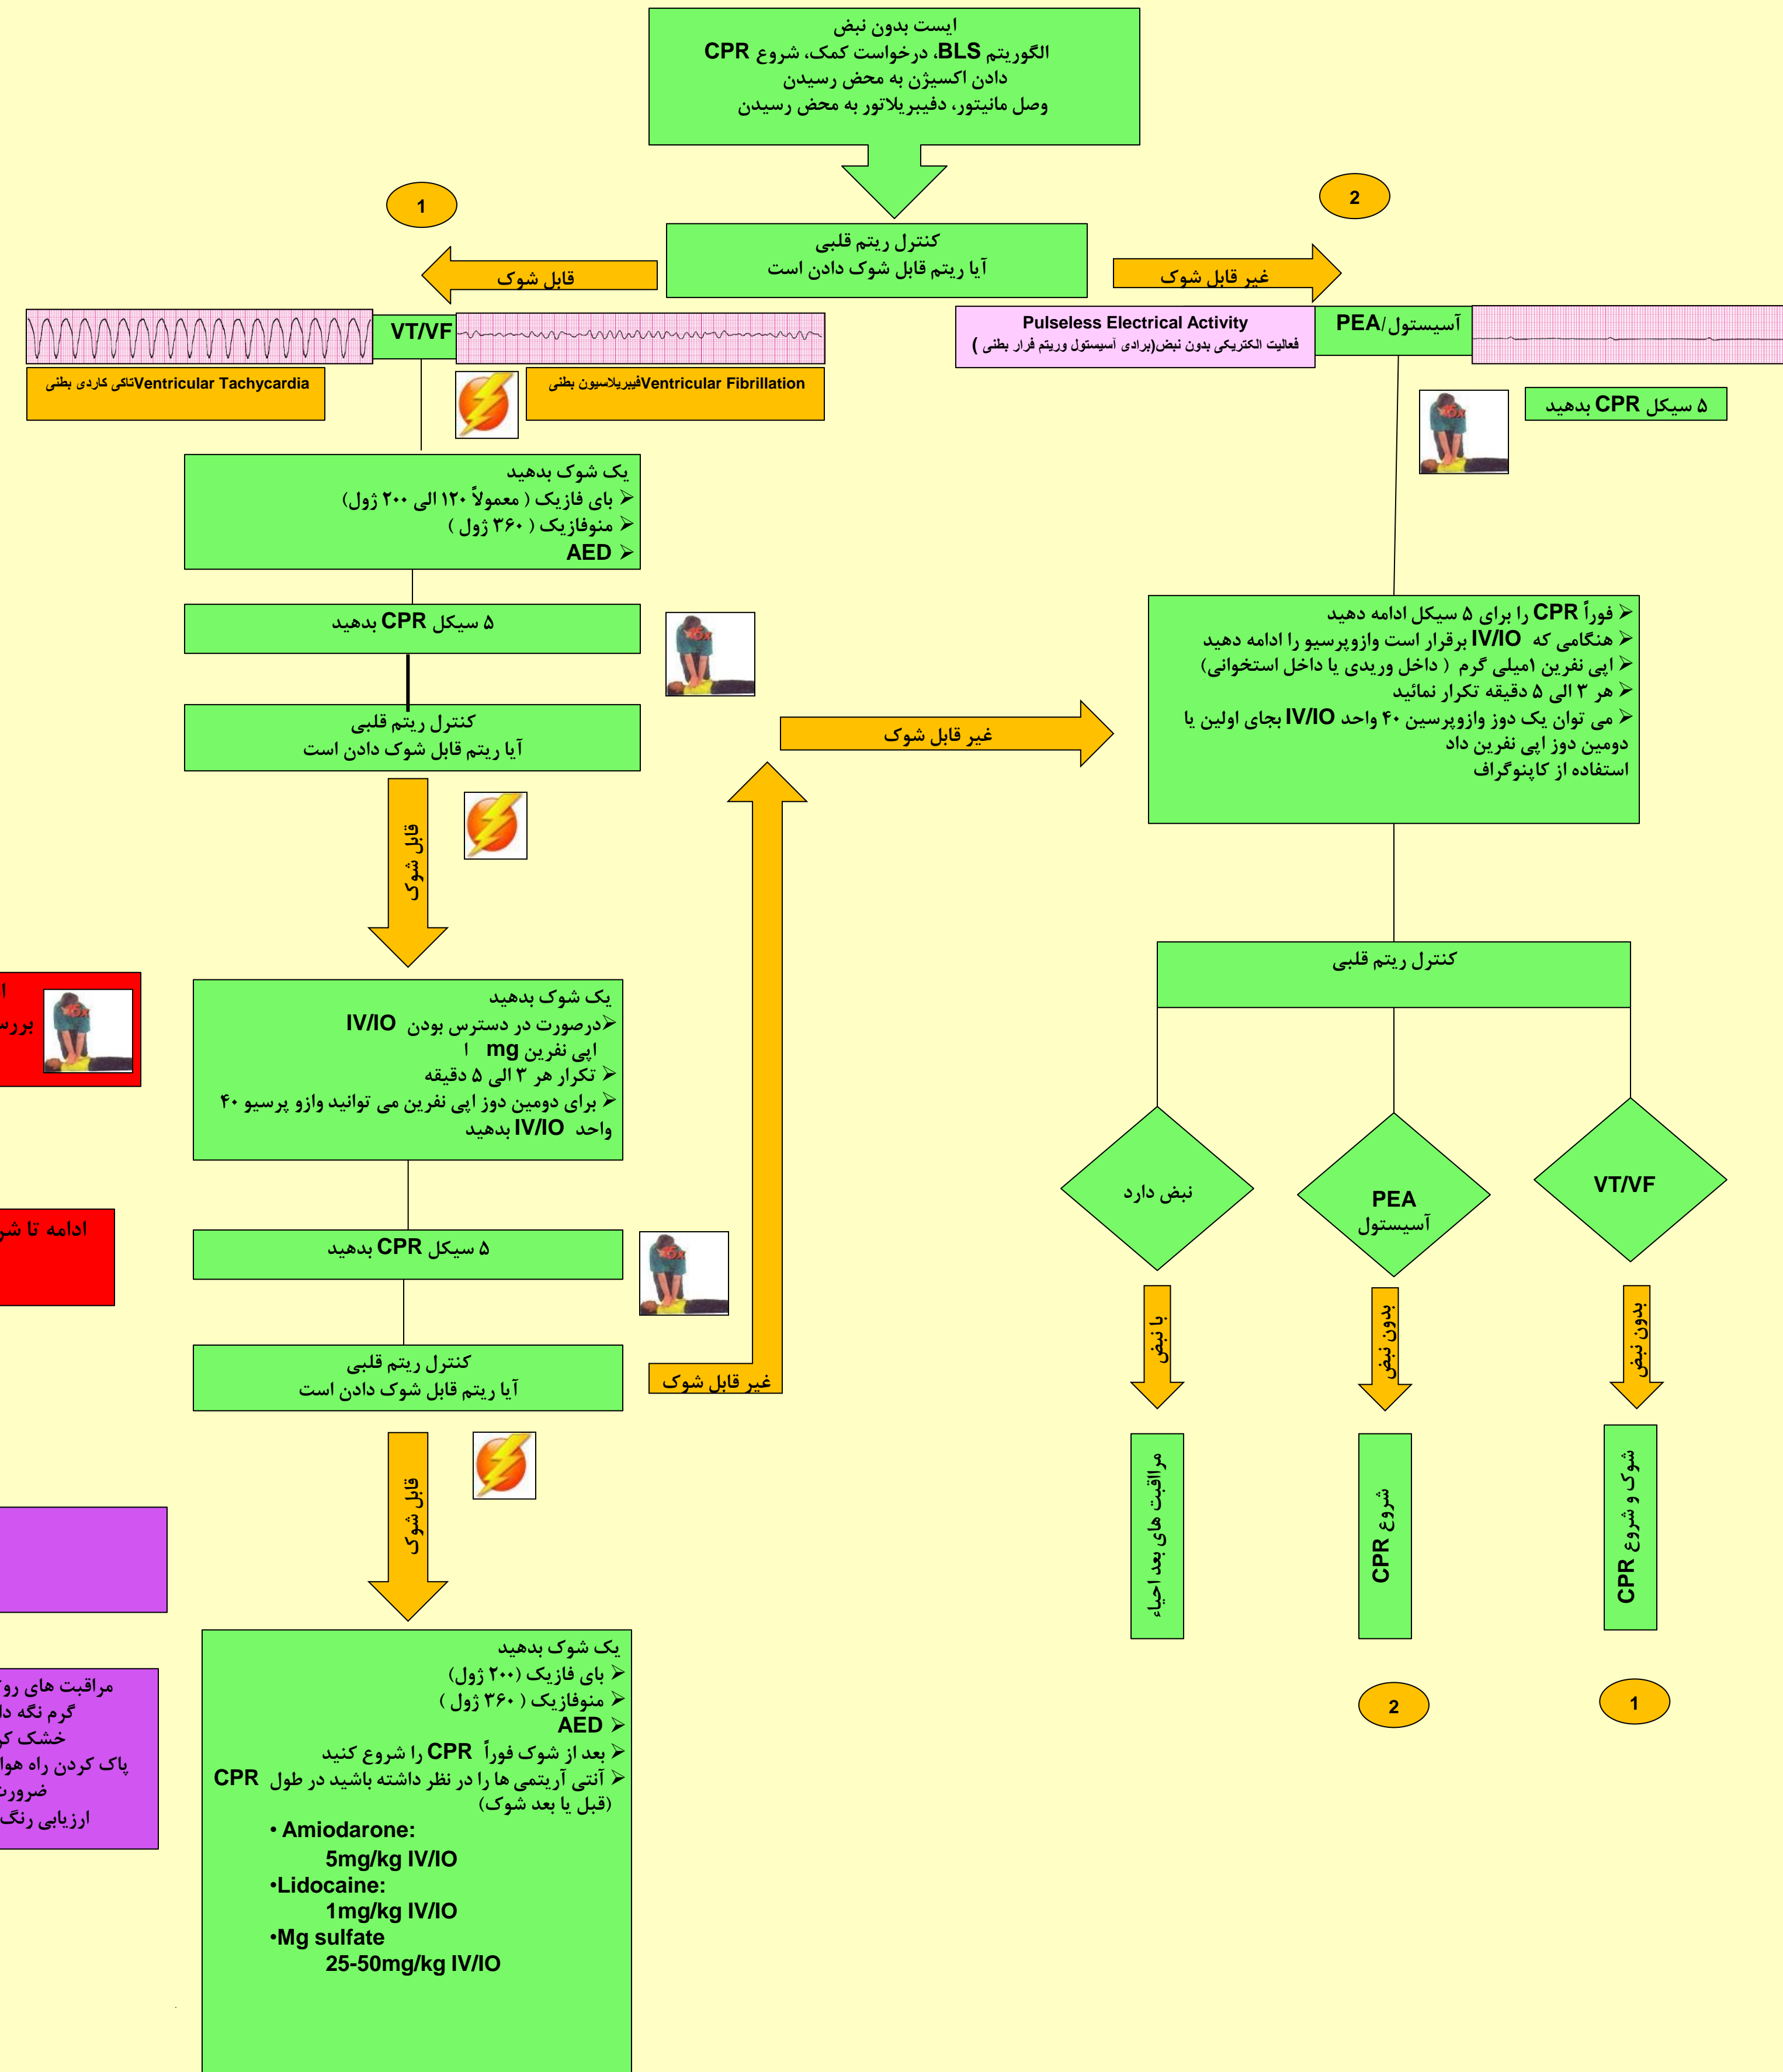 ایست بدون نبض
الگوریتم BLS، درخواست کمک، شروع CPR
دادن اکسیژن به محض رسیدن
وصل مانیتور، دفیبریلاتور به محض رسیدن
1
2
کنترل ریتم قلبی
آیا ریتم قابل شوک دادن است
قابل شوک
غیر قابل شوک
VT/VF
Ventricular Tachycardiaتاکی کاردی بطنی
Ventricular Fibrillationفیبریلاسیون بطنی
Pulseless Electrical Activity
فعالیت الکتریکی بدون نبض(برادی آسیستول وریتم فرار بطنی )
آسیستول/PEA
۵ سیکل CPR بدهید
یک شوک بدهید
⮚ بای فازیک ( معمولاً ۱۲۰ الی ۲۰۰ ژول)
⮚ منوفازیک ( ۳۶۰ ژول )
⮚ AED
۵ سیکل CPR بدهید
کنترل ریتم قلبی
آیا ریتم قابل شوک دادن است
قابل شوک
غیر قابل شوک
⮚ فوراً CPR را برای ۵ سیکل ادامه دهید
⮚ هنگامی که IV/IO برقرار است وازوپرسیو را ادامه دهید
⮚ اپی نفرین ۱میلی گرم ( داخل وریدی یا داخل استخوانی)
⮚ هر ۳ الی ۵ دقیقه تکرار نمائید
⮚ می توان یک دوز وازوپرسین ۴۰ واحد IV/IO بجای اولین یا
دومین دوز اپی نفرین داد
استفاده از کاپنوگراف
یک شوک بدهید
⮚درصورت در دسترس بودن IV/IO
اپی نفرین mg ا
⮚ تکرار هر ۳ الی ۵ دقیقه
⮚ برای دومین دوز اپی نفرین می توانید وازو پرسیو ۴۰
واحد IV/IO بدهید
۵ سیکل CPR بدهید
کنترل ریتم قلبی
آیا ریتم قابل شوک دادن است
غیر قابل شوک
قابل شوک
یک شوک بدهید
⮚ بای فازیک (۲۰۰ ژول)
⮚ منوفازیک ( ۳۶۰ ژول )
⮚ AED
⮚ بعد از شوک فوراً CPR را شروع کنید
⮚ آنتی آریتمی ها را در نظر داشته باشید در طول CPR
(قبل یا بعد شوک)
• Amiodarone:
5mg/kg IV/IO
•Lidocaine:
1mg/kg IV/IO
•Mg sulfate
25-50mg/kg IV/IO
کنترل ریتم قلبی
نبض دارد
PEA
آسیستول
VT/VF
با نبض
بدون نبض
بدون نبض
مرااقبت های بعد احیاء
شروع CPR
شوک و شروع CPR
2
1
ادامه تا
مراقبت های
گرم نگه
خشک
پاک کردن راه
ارزیابی رنگ